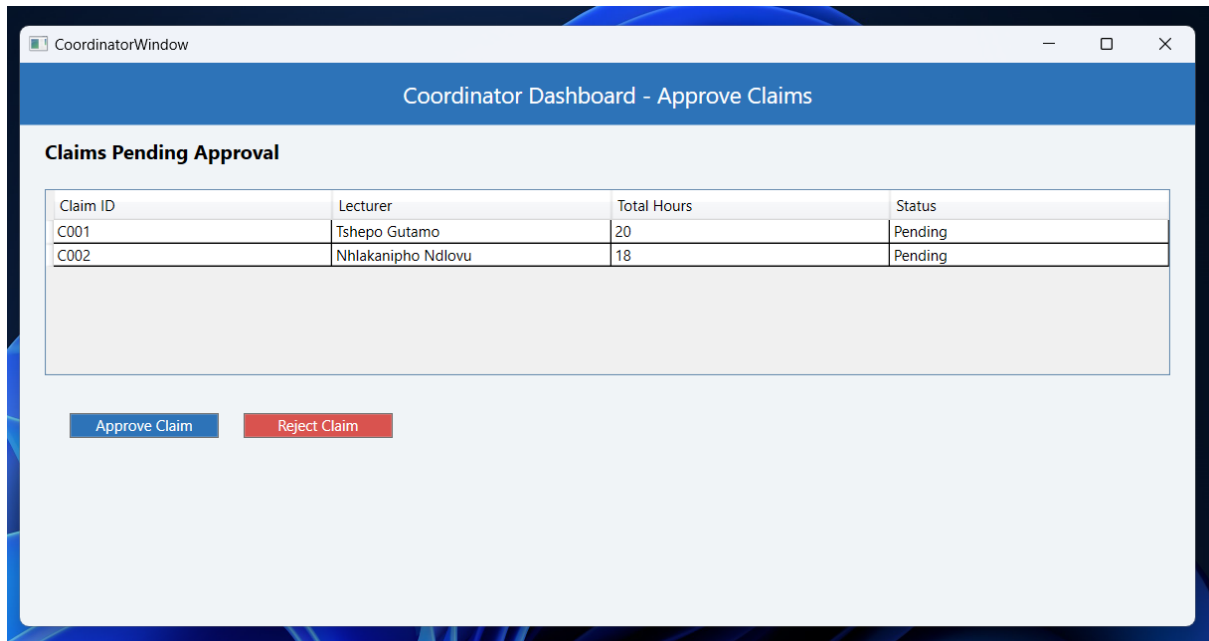 CoordinatorWindow
Coordinator Dashboard - Approve Claims
Claims Pending Approval
Claim ID Lecturer Total Hours Status
C001 Tshepo Gutamo 20 Pending
C002 Nhlakanipho Ndlovu 18 Pending
Approve Claim Reject Claim